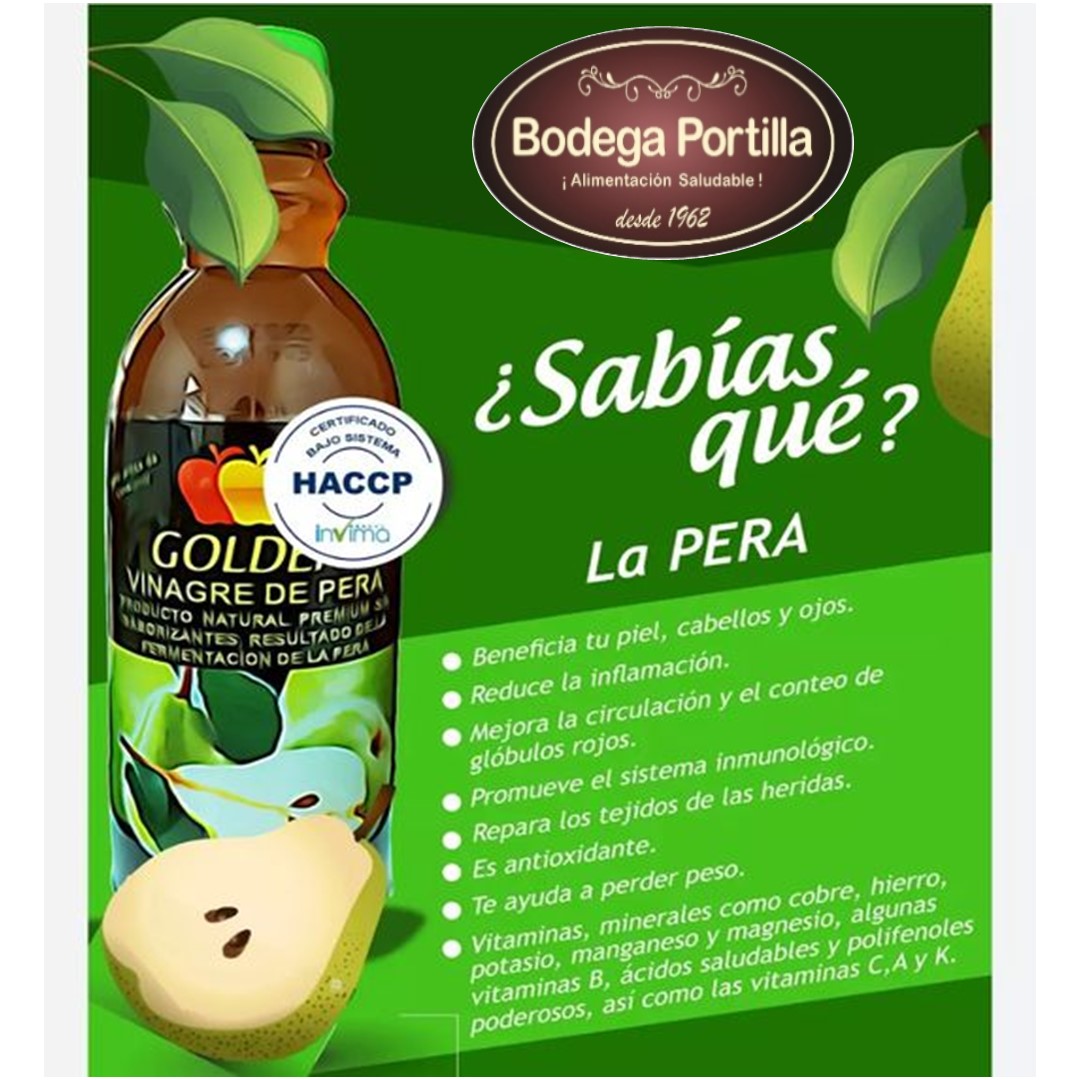 Bodega Portilla
¡Alimentación Saludable!
desde 1962
¿Sabías
qué?
La PERA
CERTIFICADO
BAJO SISTEMA
HACCP
invima
GOLDE
VINAGRE DE PERA
PRODUCTO NATURAL PREMIUM
RESULTADO DE LA
FERMENTACION DE LA PERA
Beneficia tu piel, cabellos y ojos.
Reduce la inflamación.
Mejora la circulación y el conteo de
glóbulos rojos.
Promueve el sistema inmunológico.
Repara los tejidos de las heridas.
Es antioxidante.
Te ayuda a perder peso.
Vitaminas, minerales como cobre, hierro,
potasio, manganeso y magnesio, algunas
vitaminas B, ácidos saludables y polifenoles
poderosos, así como las vitaminas C,A y K.